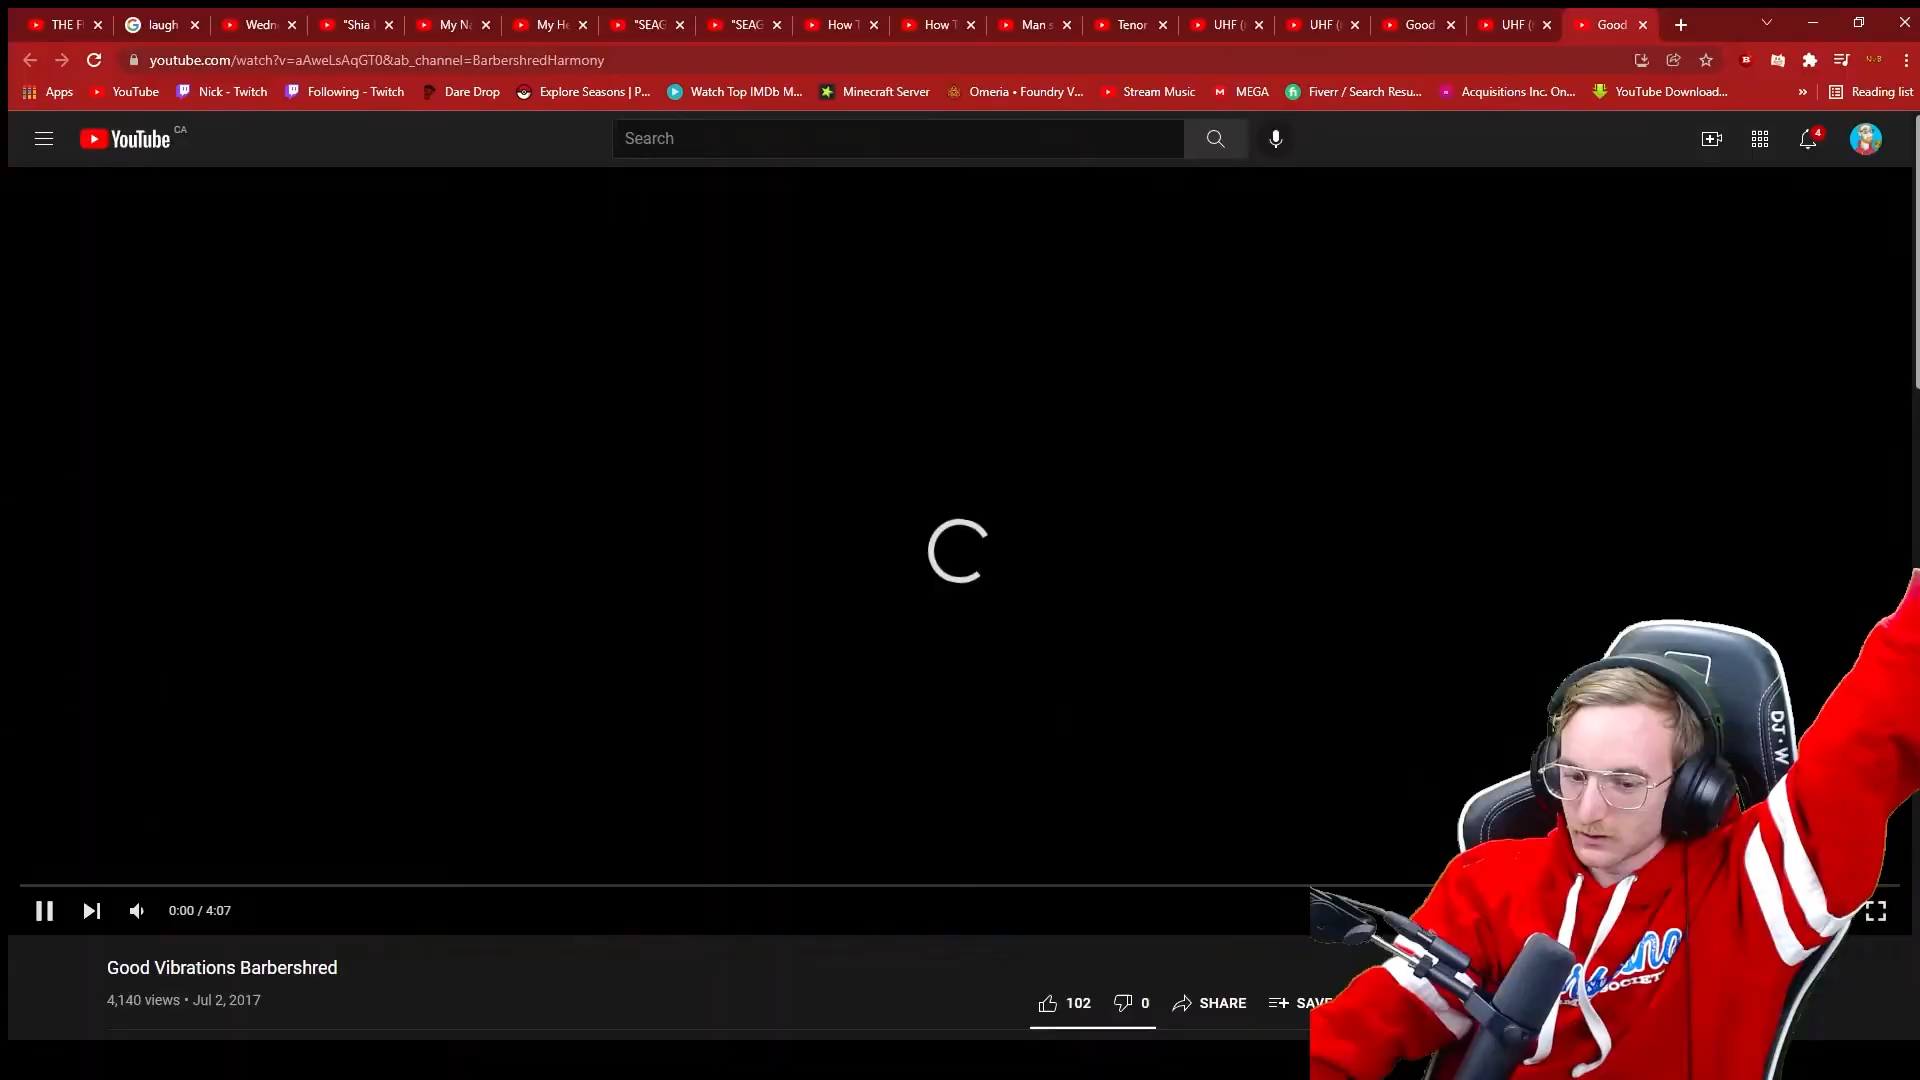 THE F laugh Wedn "Shia My Na My He "SEAG "SEAG How T How T Man s Tenor UHF ( UHF ( Good UHF ( Good
youtube.com/watch?v=aAweLsAqGT0&ab_channel=BarbershredHarmony
Apps YouTube Nick - Twitch Following - Twitch Dare Drop Explore Seasons | P... Watch Top IMDb M... Minecraft Server Omeria • Foundry V... Stream Music MEGA Fiverr / Search Resu... Acquisitions Inc. On... YouTube Download... » Reading list
YouTube CA Search 4
DJ·W
0:00 / 4:07
Good Vibrations Barbershred
4,140 views • Jul 2, 2017
102 0 SHARE SAVE
SOCIETY